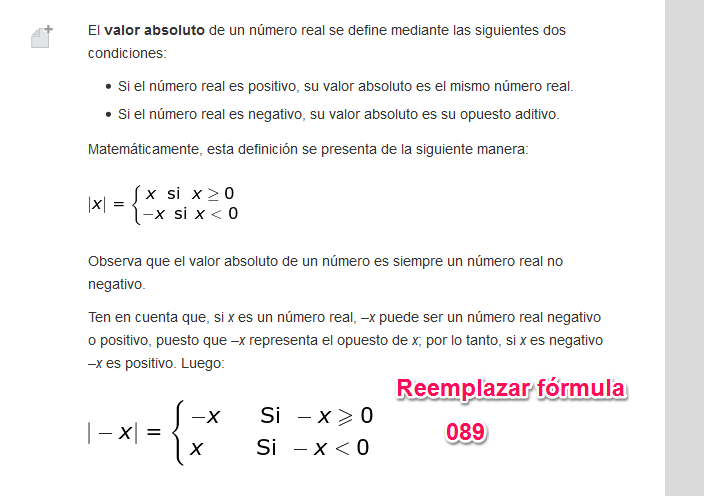 El valor absoluto de un número real se define mediante las siguientes dos
condiciones:
• Si el número real es positivo, su valor absoluto es el mismo número real.
• Si el número real es negativo, su valor absoluto es su opuesto aditivo.
Matemáticamente, esta definición se presenta de la siguiente manera:
|x| = { x si x ≥ 0
−x si x < 0
Observa que el valor absoluto de un número es siempre un número real no
negativo.
Ten en cuenta que, si x es un número real, –x puede ser un número real negativo
o positivo, puesto que –x representa el opuesto de x; por lo tanto, si x es negativo
–x es positivo. Luego:
Reemplazar fórmula
089
|−x| = { −x Si −x ⩾ 0
x Si −x < 0